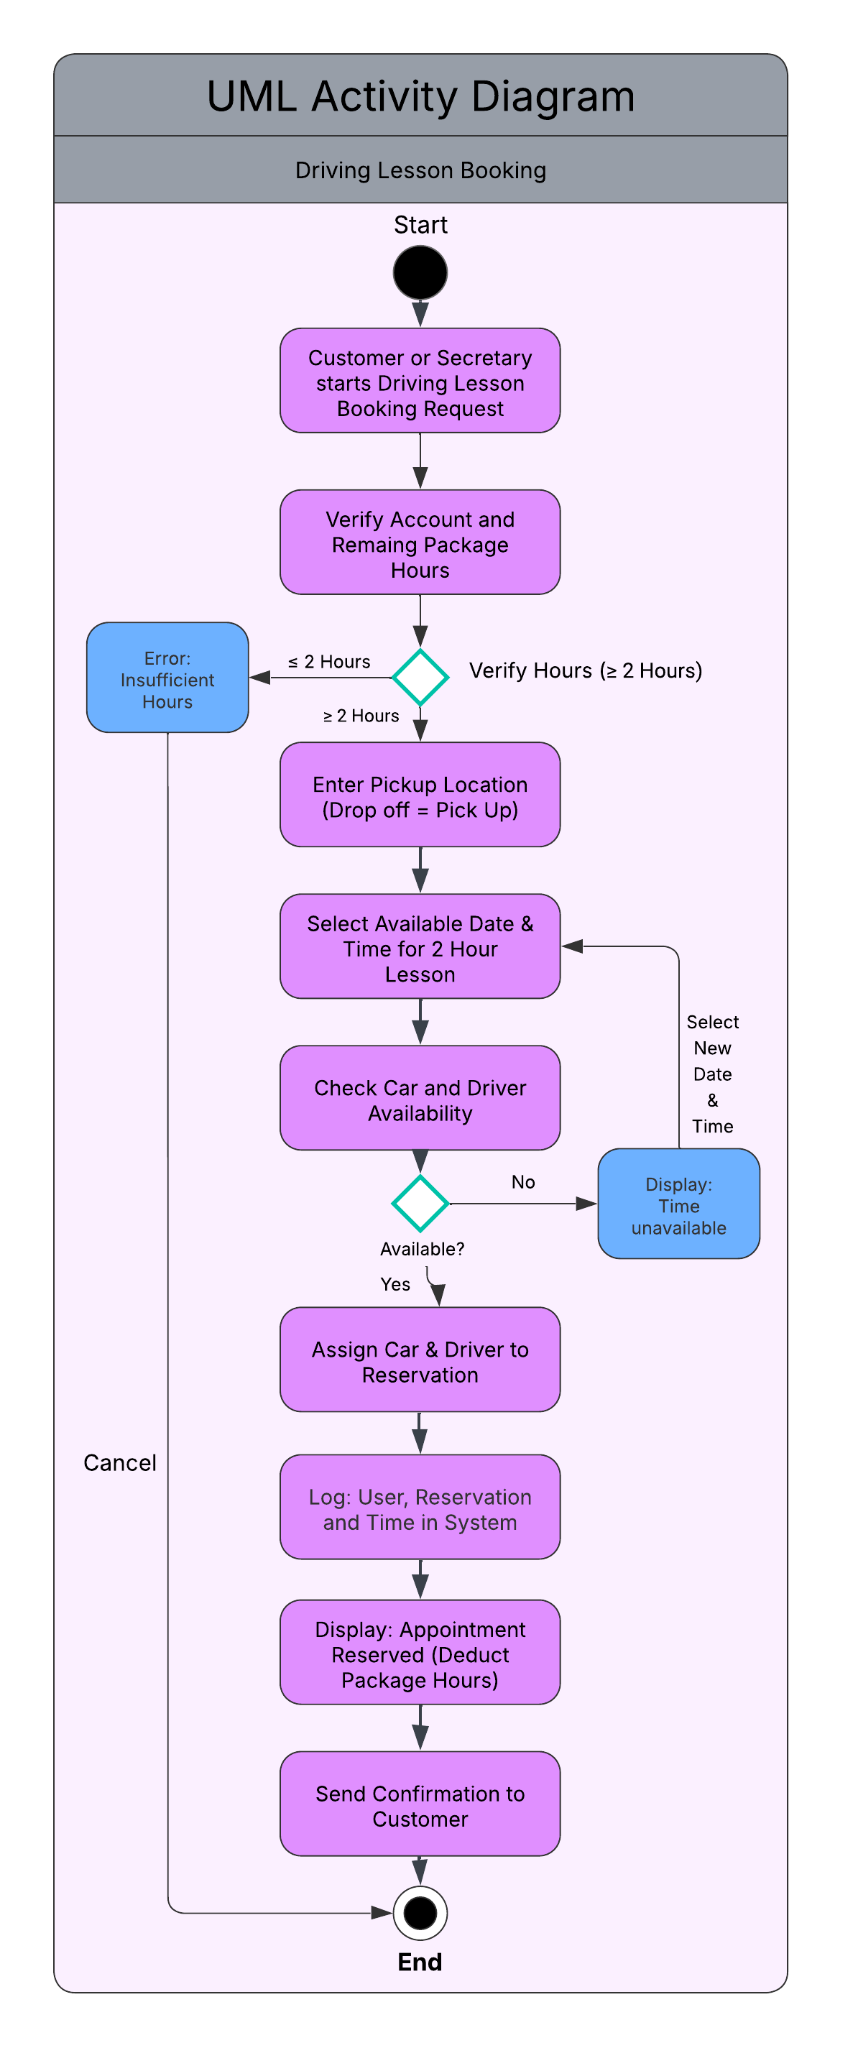 UML Activity Diagram
Driving Lesson Booking
Start
Customer or Secretary
starts Driving Lesson
Booking Request
Verify Account and
Remaing Package
Hours
Error:
Insufficient
Hours
≤ 2 Hours
Verify Hours (≥ 2 Hours)
≥ 2 Hours
Enter Pickup Location
(Drop off = Pick Up)
Select Available Date &
Time for 2 Hour
Lesson
Select
New
Date
&
Time
Check Car and Driver
Availability
No
Display:
Time
unavailable
Available?
Yes
Assign Car & Driver to
Reservation
Cancel
Log: User, Reservation
and Time in System
Display: Appointment
Reserved (Deduct
Package Hours)
Send Confirmation to
Customer
End